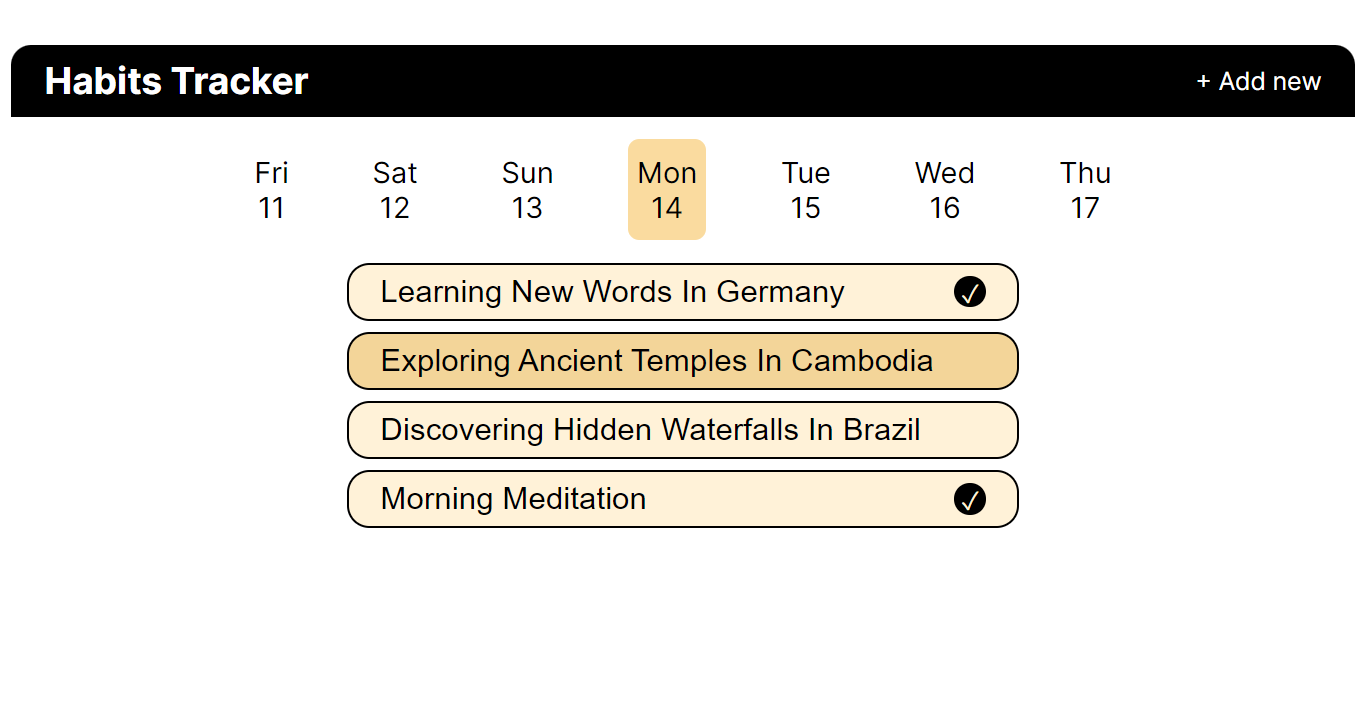 Habits Tracker
+ Add new
Fri Sat Sun Mon Tue Wed Thu
11 12 13 14 15 16 17
Learning New Words In Germany ✓
Exploring Ancient Temples In Cambodia
Discovering Hidden Waterfalls In Brazil
Morning Meditation ✓